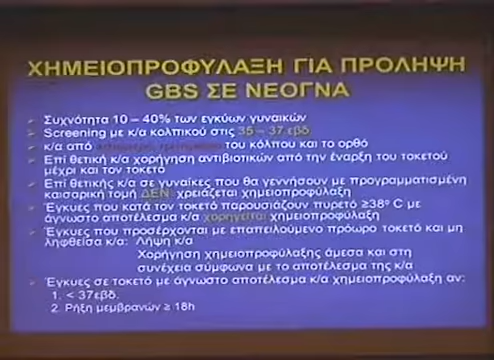 ΧΗΜΕΙΟΠΡΟΦΥΛΑΞΗ ΓΙΑ ΠΡΟΛΗΨΗ
GBS ΣΕ ΝΕΟΓΝΑ
Συχνότητα 10 – 40% των εγκύων γυναικών
Screening με κ/α κολπικού στις 35 – 37 εβδ.
κ/α από του κόλπου και το ορθό
Επί θετική κ/α χορήγηση αντιβιοτικών από την έναρξη του τοκετού
μέχρι και τον τοκετό
Επί θετικής κ/α σε γυναίκες που θα γεννήσουν με προγραμματισμένη
καισαρική τομή ΔΕΝ χρειάζεται χημειοπροφύλαξη
Έγκυες που κατά τον τοκετό παρουσιάζουν πυρετό ≥38º C με
άγνωστο αποτέλεσμα κ/α χορηγείται χημειοπροφύλαξη
Έγκυες που προσέρχονται με επαπειλούμενο πρόωρο τοκετό και μη
ληφθείσα κ/α: Λήψη κ/α
Χορήγηση χημειοπροφύλαξης άμεσα και στη
συνέχεια σύμφωνα με το αποτέλεσμα της κ/α
Έγκυες σε τοκετό με άγνωστο αποτέλεσμα κ/α χημειοπροφύλαξη αν:
1. < 37εβδ.
2. Ρήξη μεμβρανών ≥ 18h